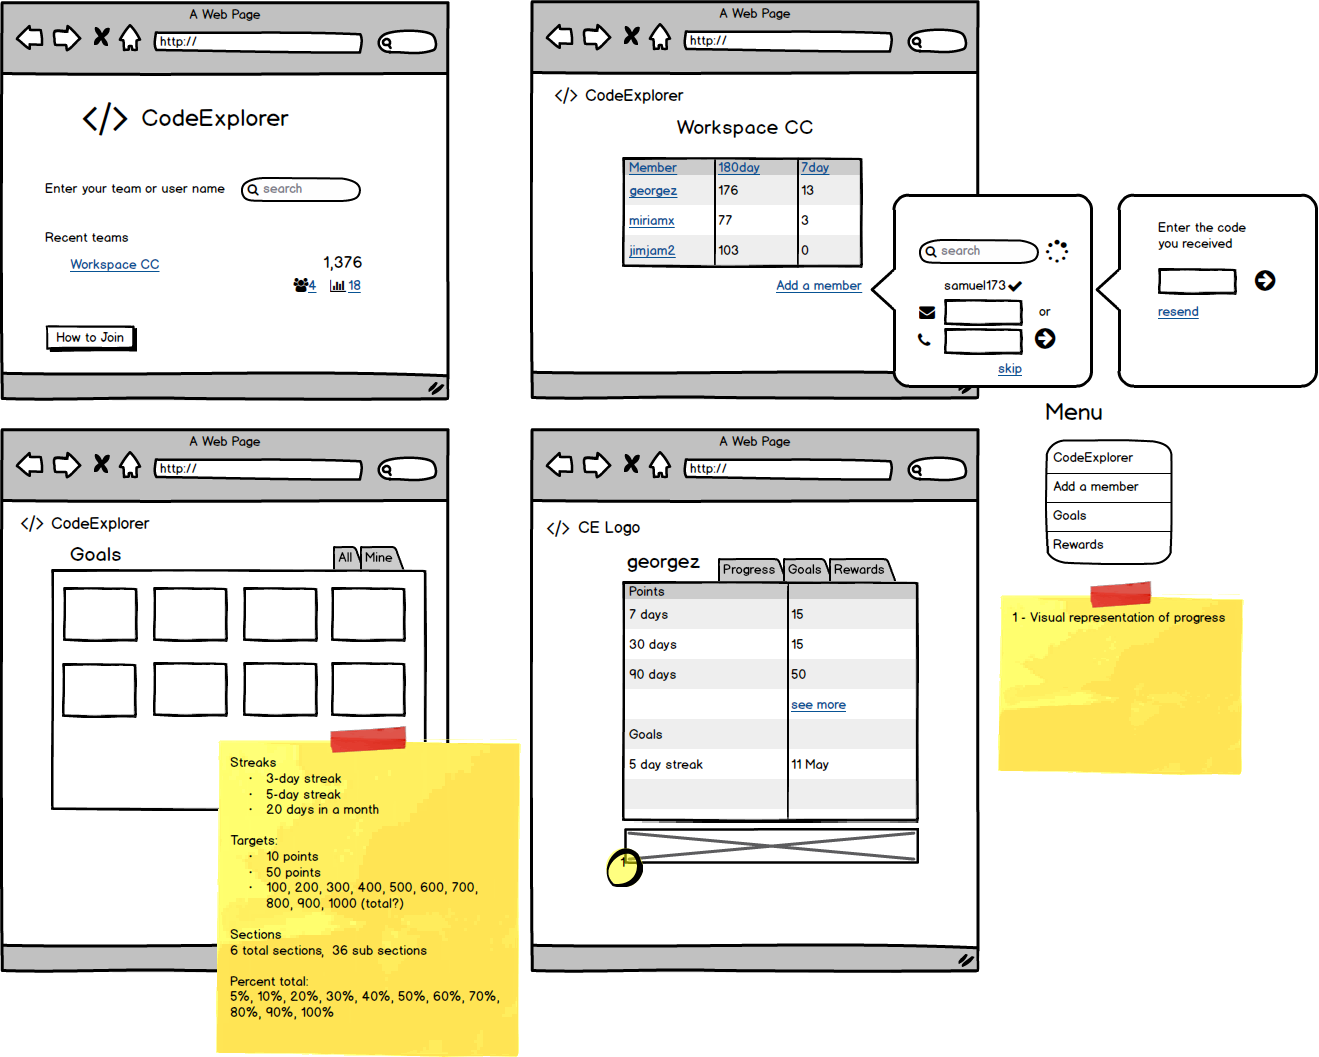 A Web Page
http://
</> CodeExplorer
Enter your team or user name
search
Recent teams
Workspace CC
1,376
4
18
How to Join
A Web Page
http://
</> CodeExplorer
Workspace CC
Member 180day 7day
georgez 176 13
miriamx 77 3
jimjam2 103 0
Add a member
search
samuel173
or
skip
Enter the code
you received
resend
Menu
CodeExplorer
Add a member
Goals
Rewards
A Web Page
http://
</> CodeExplorer
Goals
All Mine
Streaks
· 3-day streak
· 5-day streak
· 20 days in a month
Targets:
· 10 points
· 50 points
· 100, 200, 300, 400, 500, 600, 700,
800, 900, 1000 (total?)
Sections
6 total sections, 36 sub sections
Percent total:
5%, 10%, 20%, 30%, 40%, 50%, 60%, 70%,
80%, 90%, 100%
A Web Page
http://
</> CE Logo
georgez
Progress Goals Rewards
Points
7 days 15
30 days 15
90 days 50
see more
Goals
5 day streak 11 May
1
1 - Visual representation of progress